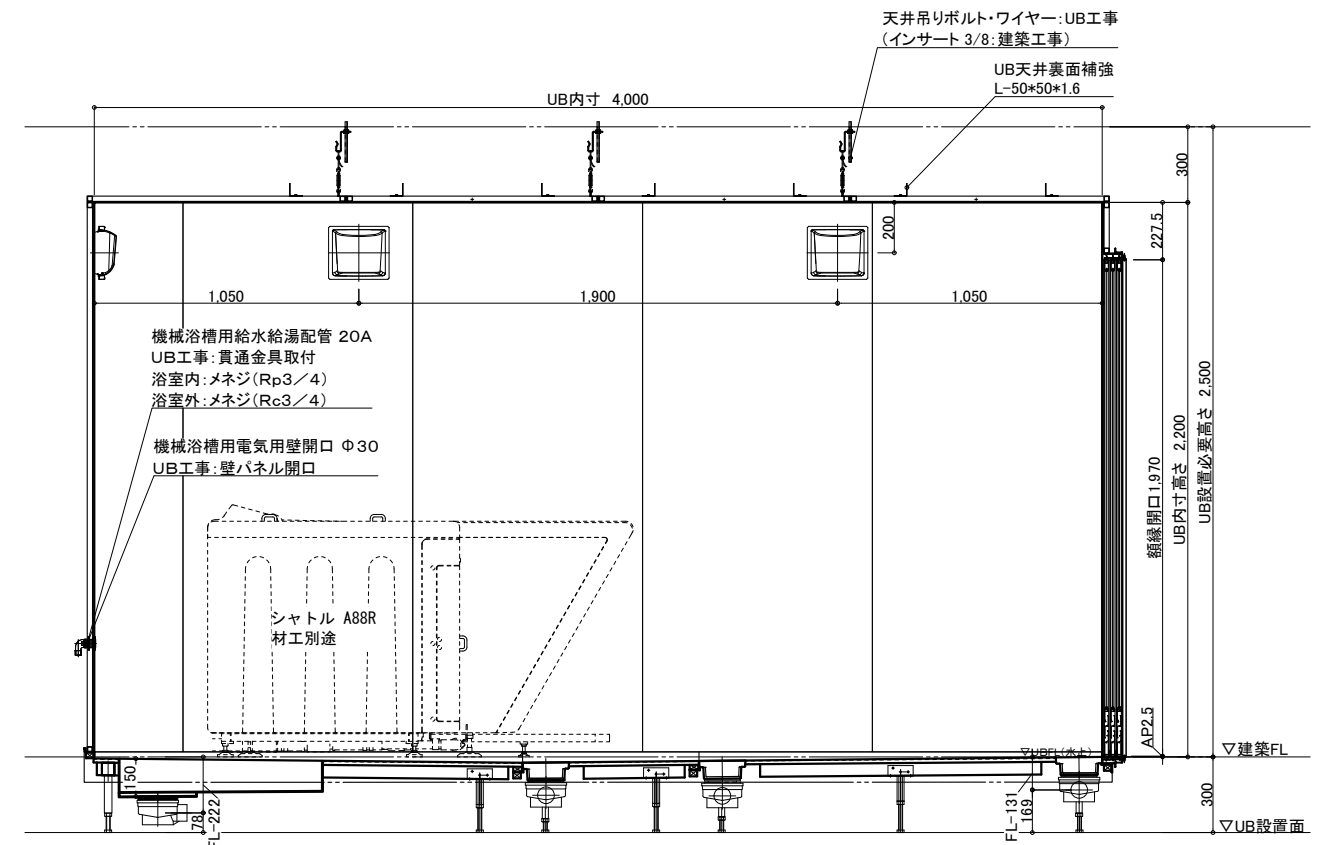 天井吊りボルト・ワイヤー:UB工事
(インサート 3/8:建築工事)
UB天井裏面補強
L-50*50*1.6
UB内寸 4,000
300
200
227.5
1,050
1,900
1,050
機械浴槽用給水給湯配管 20A
UB工事:貫通金具取付
浴室内:メネジ(Rp3/4)
浴室外:メネジ(Rc3/4)
機械浴槽用電気用壁開口 Φ30
UB工事:壁パネル開口
額縁開口1,970
UB内寸高さ 2,200
UB設置必要高さ 2,500
シャトル A88R
材工別途
AP2.5
▽UBFL(水上)
▽建築FL
150
78
FL-222
FL-131
169
300
▽UB設置面